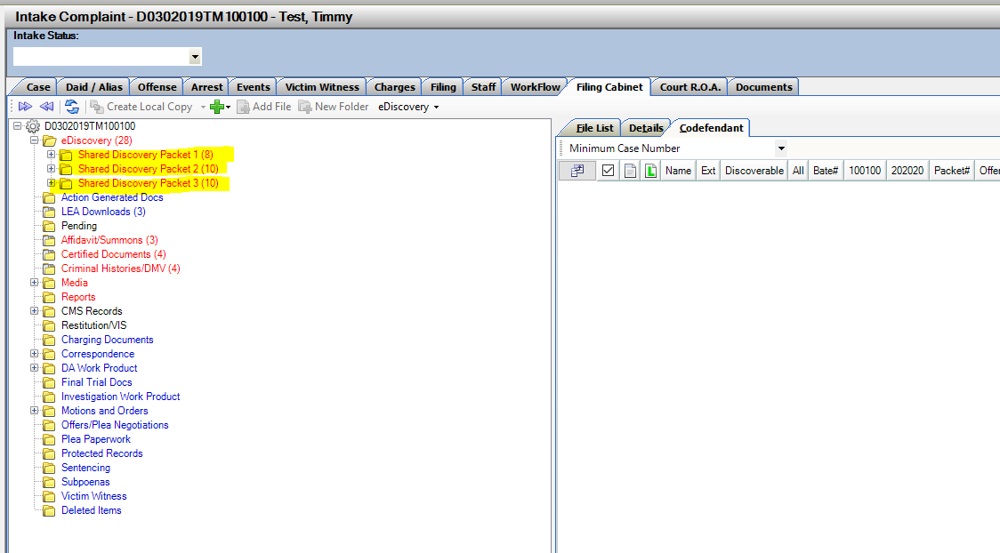 Intake Complaint - D0302019TM100100 - Test, Timmy
Intake Status:
Case Daid / Alias Offense Arrest Events Victim Witness Charges Filing Staff WorkFlow Filing Cabinet Court R.O.A. Documents
Create Local Copy Add File New Folder eDiscovery
D0302019TM100100
eDiscovery (28)
Shared Discovery Packet 1 (8)
Shared Discovery Packet 2 (10)
Shared Discovery Packet 3 (10)
Action Generated Docs
LEA Downloads (3)
Pending
Affidavit/Summons (3)
Certified Documents (4)
Criminal Histories/DMV (4)
Media
Reports
CMS Records
Restitution/VIS
Charging Documents
Correspondence
DA Work Product
Final Trial Docs
Investigation Work Product
Motions and Orders
Offers/Plea Negotiations
Plea Paperwork
Protected Records
Sentencing
Subpoenas
Victim Witness
Deleted Items
File List Details Codefendant
Minimum Case Number
L Name Ext Discoverable All Bate# 100100 202020 Packet# Offer